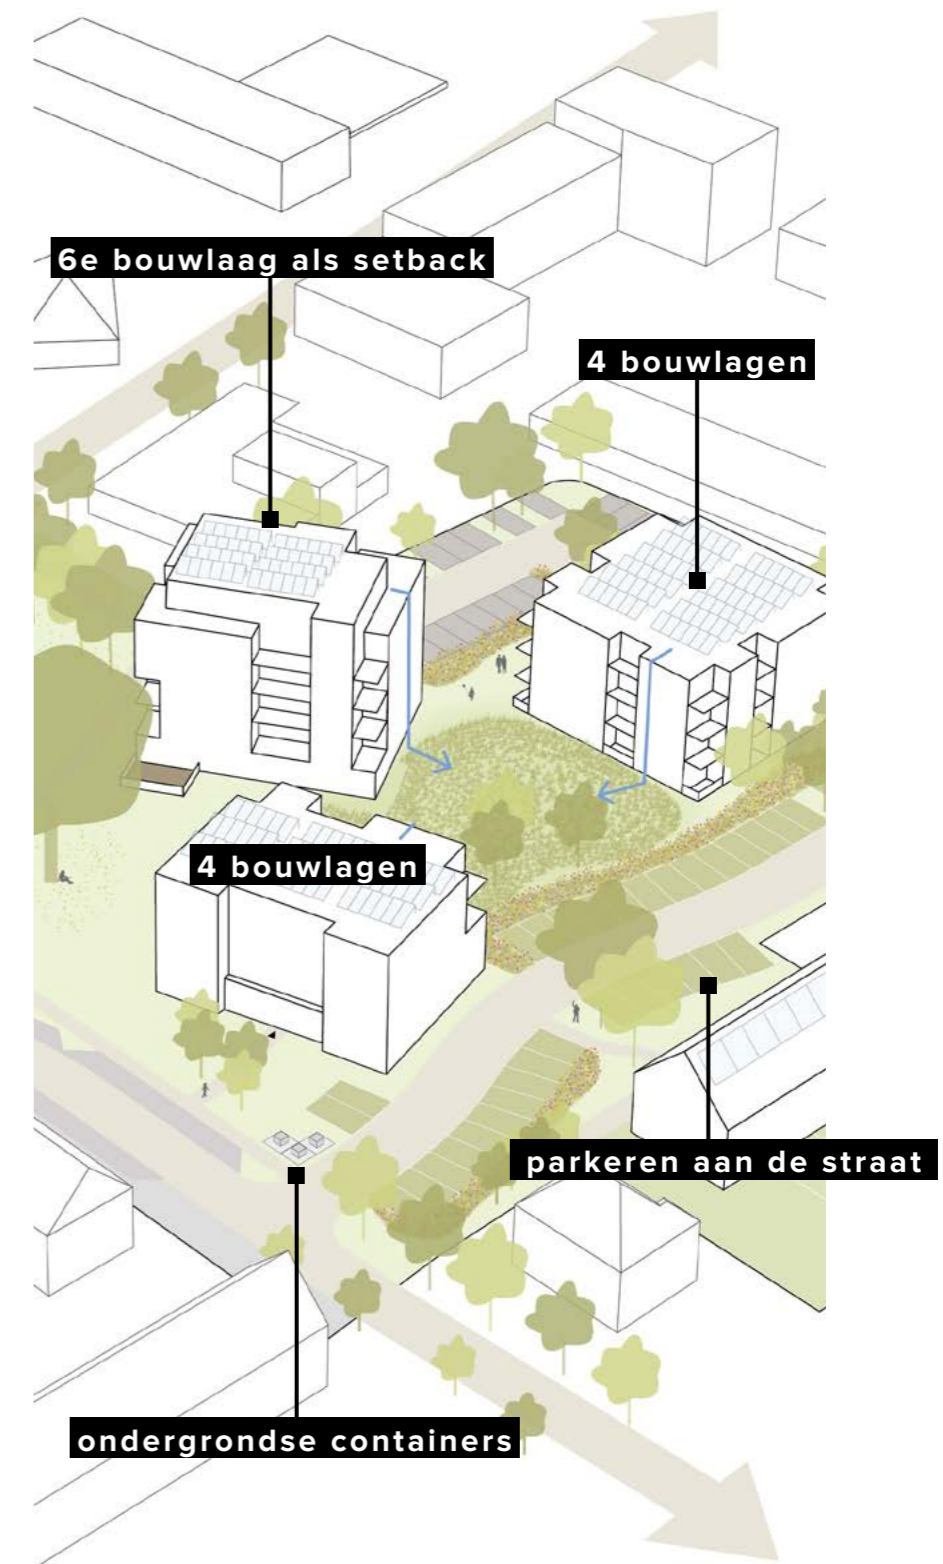 6e bouwlaag als setback
4 bouwlagen
4 bouwlagen
parkeren aan de straat
ondergrondse containers